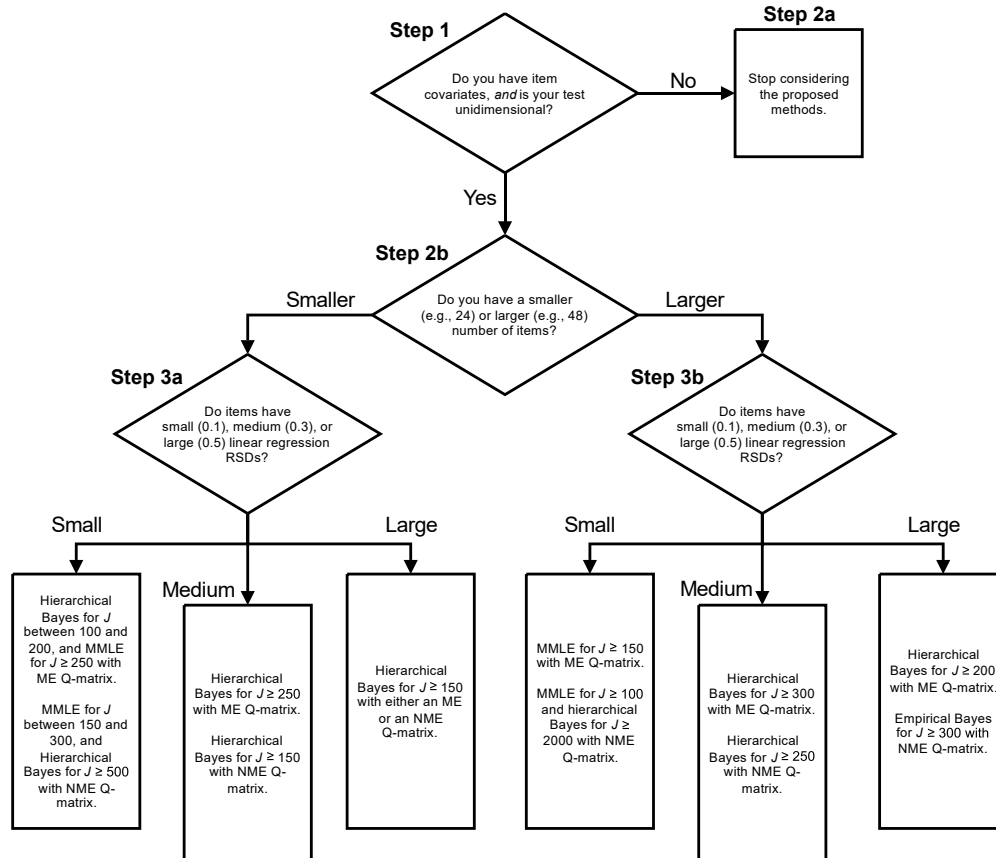 Step 1
Do you have item
covariates, and is your test
unidimensional?
No
Step 2a
Stop considering
the proposed
methods.
Yes
Step 2b
Do you have a smaller
(e.g., 24) or larger (e.g., 48)
number of items?
Smaller
Larger
Step 3a
Do items have
small (0.1), medium (0.3), or
large (0.5) linear regression
RSDs?
Step 3b
Do items have
small (0.1), medium (0.3), or
large (0.5) linear regression
RSDs?
Small
Medium
Large
Hierarchical
Bayes for J
between 100 and
200, and MMLE
for J ≥ 250 with
ME Q-matrix.
MMLE for J
between 150 and
300, and
Hierarchical
Bayes for J ≥ 500
with NME Q-
matrix.
Hierarchical
Bayes for J ≥ 250
with ME Q-matrix.
Hierarchical
Bayes for J ≥ 150
with NME Q-
matrix.
Hierarchical
Bayes for J ≥ 150
with either an ME
or an NME
Q-matrix.
Small
Medium
Large
MMLE for J ≥ 150
with ME Q-matrix.
MMLE for J ≥ 100
and hierarchical
Bayes for J ≥
2000 with NME
Q-matrix.
Hierarchical
Bayes for J ≥ 300
with ME Q-matrix.
Hierarchical
Bayes for J ≥ 250
with NME Q-
matrix.
Hierarchical
Bayes for J ≥ 200
with ME Q-matrix.
Empirical Bayes
for J ≥ 300 with
NME Q-matrix.